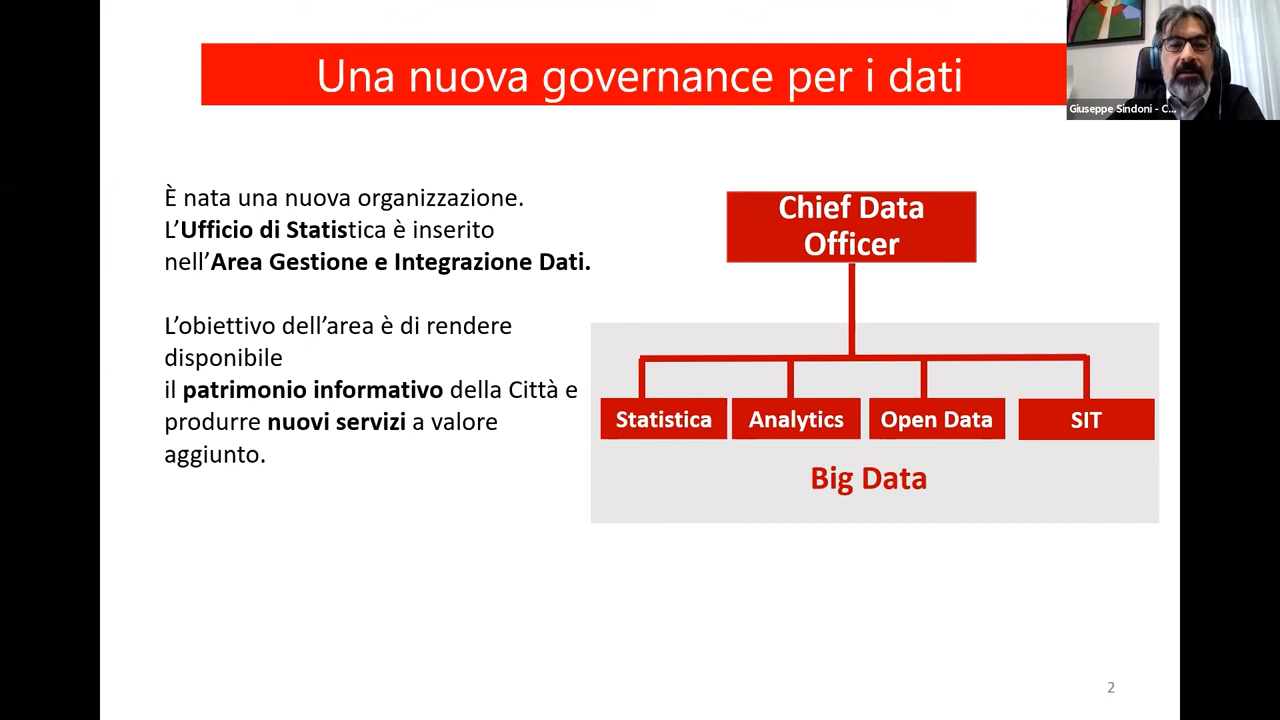 Una nuova governance per i dati
Giuseppe Sindoni - C...
È nata una nuova organizzazione.
L’Ufficio di Statistica è inserito
nell’Area Gestione e Integrazione Dati.
L’obiettivo dell’area è di rendere
disponibile
il patrimonio informativo della Città e
produrre nuovi servizi a valore
aggiunto.
Chief Data
Officer
Statistica
Analytics
Open Data
SIT
Big Data
2